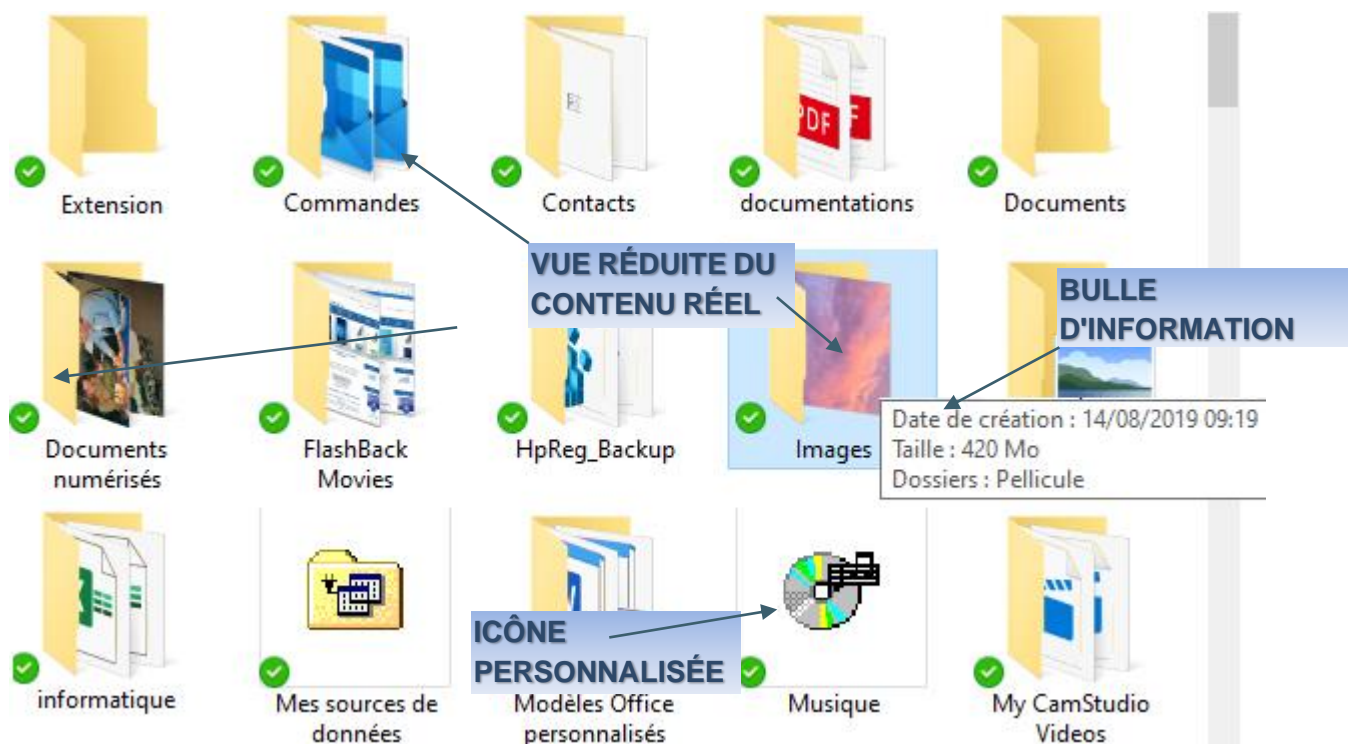 Extension
Commandes
Contacts
PDF
documentations
Documents
VUE RÉDUITE DU
CONTENU RÉEL
BULLE
D'INFORMATION
Documents
numérisés
FlashBack
Movies
HpReg_Backup
Images
Date de création : 14/08/2019 09:19
Taille : 420 Mo
Dossiers : Pellicule
ICÔNE
PERSONNALISÉE
informatique
Mes sources de
données
Modèles Office
personnalisés
Musique
My CamStudio
Videos